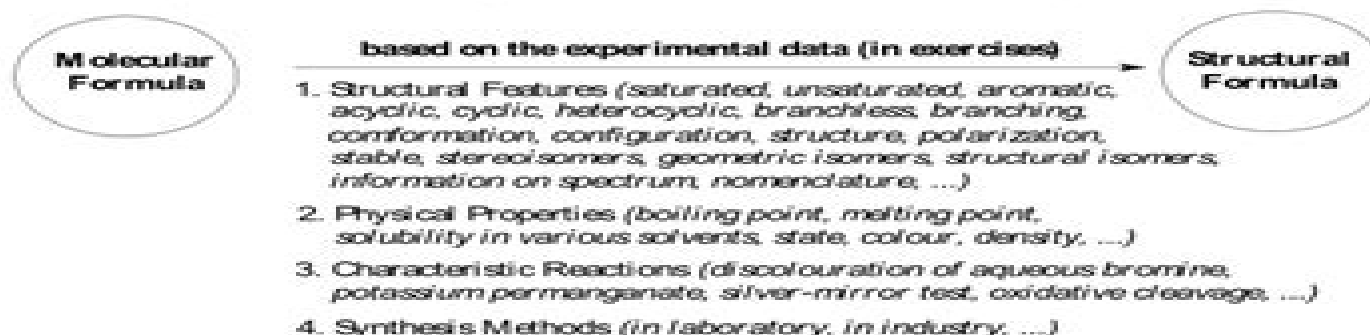 Molecular
Formula
based on the experimental data (in exercises)
Structural
Formula
1. Structural Features (saturated, unsaturated, aromatic,
acyclic, cyclic, heterocyclic, branchless, branching,
comformation, configuration, structure, polarization,
stable, stereoisomers, geometric isomers, structural isomers,
information on spectrum, nomenclature, ...)
2. Physical Properties (boiling point, melting point,
solubility in various solvents, state, colour, density, ...)
3. Characteristic Reactions (discolouration of aqueous bromine,
potassium permanganate, silver-mirror test, oxidative cleavage, ...)
4. Synthesis Methods (in laboratory, in industry, ...)